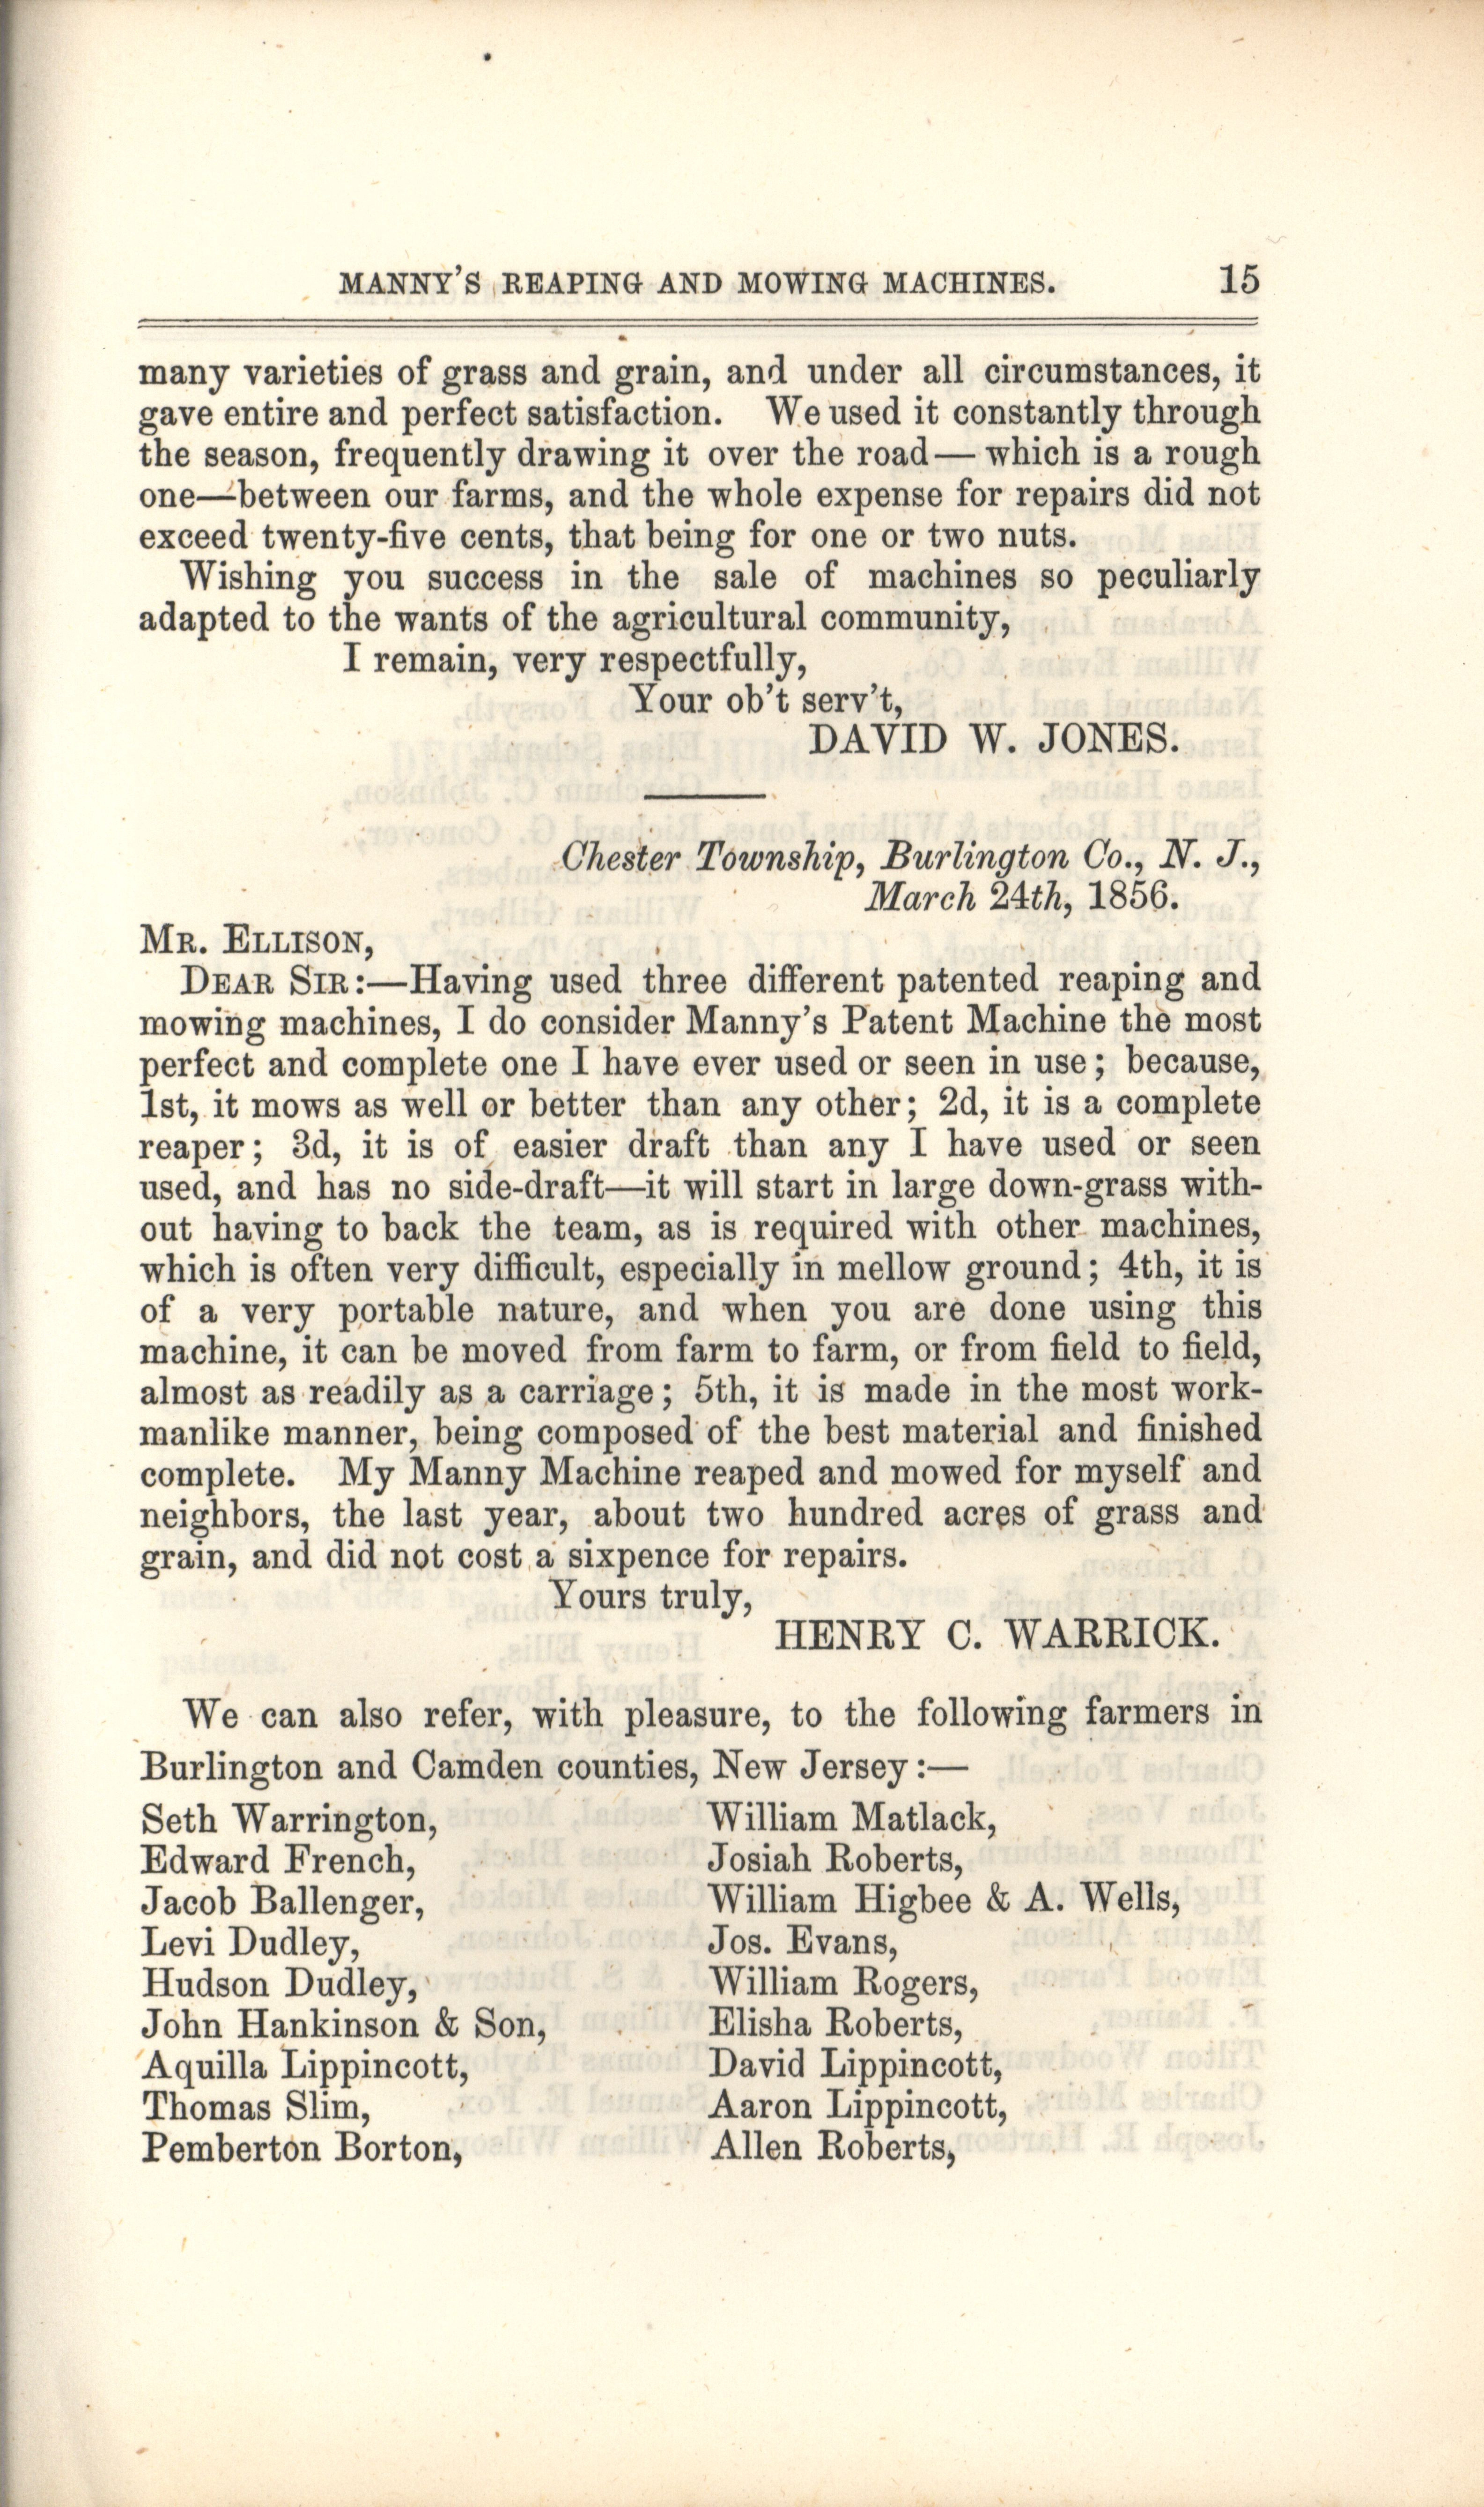 MANNY'S REAPING AND MOWING MACHINES. 15
many varieties of grass and grain, and under all circumstances, it
gave entire and perfect satisfaction. We used it constantly through
the season, frequently drawing it over the road— which is a rough
one—between our farms, and the whole expense for repairs did not
exceed twenty-five cents, that being for one or two nuts.
Wishing you success in the sale of machines so peculiarly
adapted to the wants of the agricultural community,
I remain, very respectfully,
Your ob't serv't,
DAVID W. JONES.
Chester Township, Burlington Co., N. J.,
March 24th, 1856.
MR. ELLISON,
DEAR SIR:—Having used three different patented reaping and
mowing machines, I do consider Manny's Patent Machine the most
perfect and complete one I have ever used or seen in use; because,
1st, it mows as well or better than any other; 2d, it is a complete
reaper; 3d, it is of easier draft than any I have used or seen
used, and has no side-draft—it will start in large down-grass with-
out having to back the team, as is required with other machines,
which is often very difficult, especially in mellow ground; 4th, it is
of a very portable nature, and when you are done using this
machine, it can be moved from farm to farm, or from field to field,
almost as readily as a carriage; 5th, it is made in the most work-
manlike manner, being composed of the best material and finished
complete. My Manny Machine reaped and mowed for myself and
neighbors, the last year, about two hundred acres of grass and
grain, and did not cost a sixpence for repairs.
Yours truly,
HENRY C. WARRICK.
We can also refer, with pleasure, to the following farmers in
Burlington and Camden counties, New Jersey:—
Seth Warrington,
Edward French,
Jacob Ballenger,
Levi Dudley,
Hudson Dudley,
John Hankinson & Son,
Aquilla Lippincott,
Thomas Slim,
Pemberton Borton,
William Matlack,
Josiah Roberts,
William Higbee & A. Wells,
Jos. Evans,
William Rogers,
Elisha Roberts,
David Lippincott,
Aaron Lippincott,
Allen Roberts,